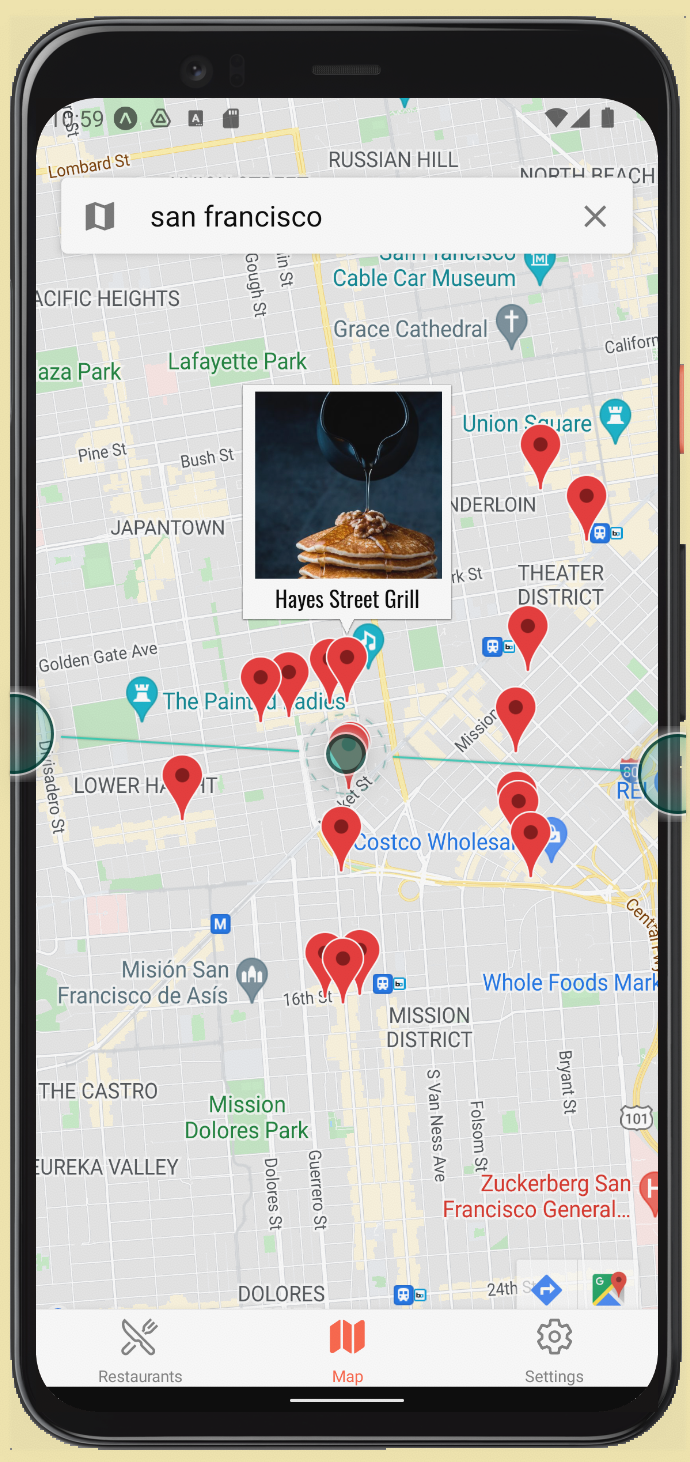 10:59
Lombard St
RUSSIAN HILL
NORTH BEACH
san francisco
Gough St
San Francisco
Cable Car Museum
ACIFIC HEIGHTS
Grace Cathedral
Californ
aza Park
Lafayette Park
Union Square
Pine St
Bush St
NDERLOIN
JAPANTOWN
rk St
THEATER
DISTRICT
Hayes Street Grill
Golden Gate Ave
The Painted Ladies
Mission
Divisadero St
LOWER HAIGHT
80
REI
ket St
Costco Wholesa
M
Central Fwy
Misión San
Francisco de Asís
16th St
Whole Foods Mark
MISSION
DISTRICT
THE CASTRO
Mission
Dolores Park
S Van Ness Ave
Folsom St
Bryant St
101
EUREKA VALLEY
Dolores St
Guerrero St
Zuckerberg San
Francisco General...
H
DOLORES
24th S
G
Restaurants
Map
Settings